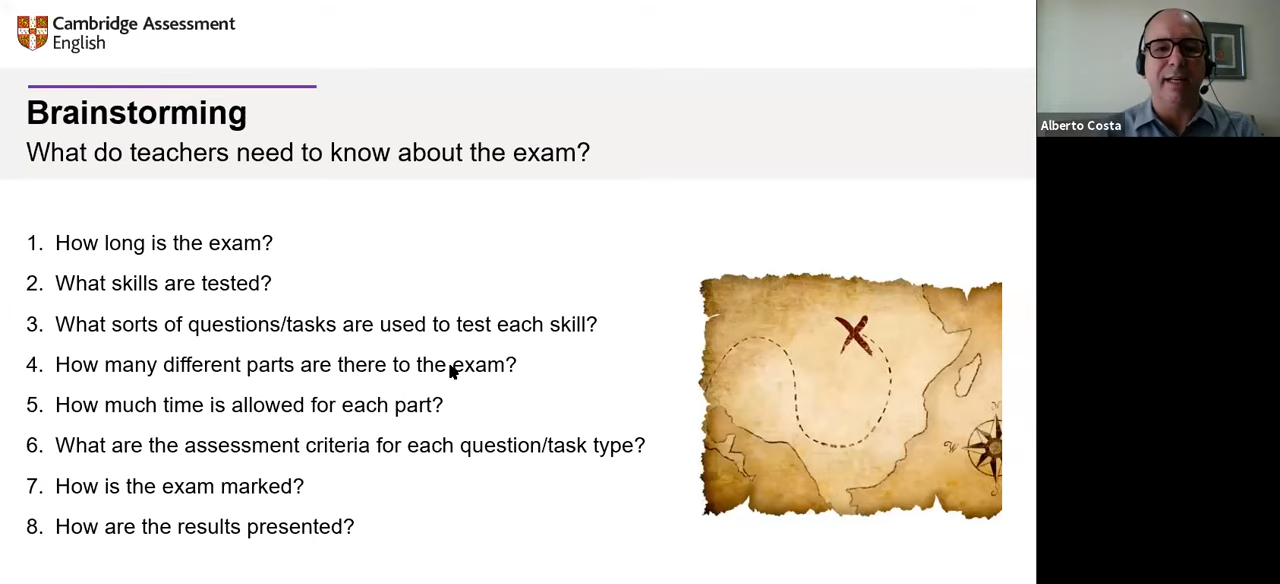 Cambridge Assessment
English
Brainstorming
What do teachers need to know about the exam?
1. How long is the exam?
2. What skills are tested?
3. What sorts of questions/tasks are used to test each skill?
4. How many different parts are there to the exam?
5. How much time is allowed for each part?
6. What are the assessment criteria for each question/task type?
7. How is the exam marked?
8. How are the results presented?
W
Alberto Costa